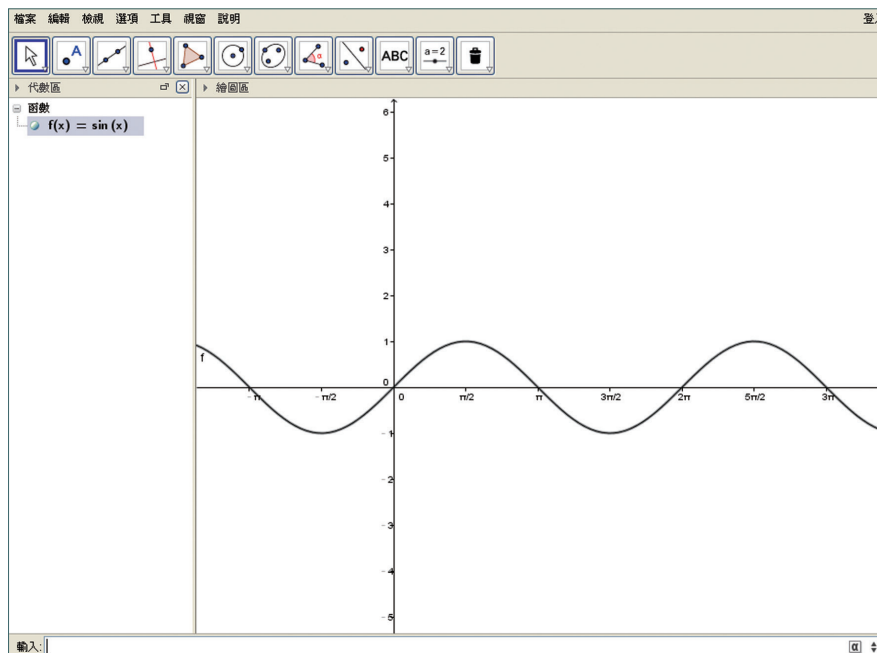 檔案 編輯 檢視 選項 工具 視窗 說明
A α ABC a=2
代數區
繪圖區
函數
f(x) = sin (x)
6
5
4
3
2
1
0
f
-π -π/2 0 π/2 π 3π/2 2π 5π/2 3π
-1
-2
-3
-4
-5
輸入: α